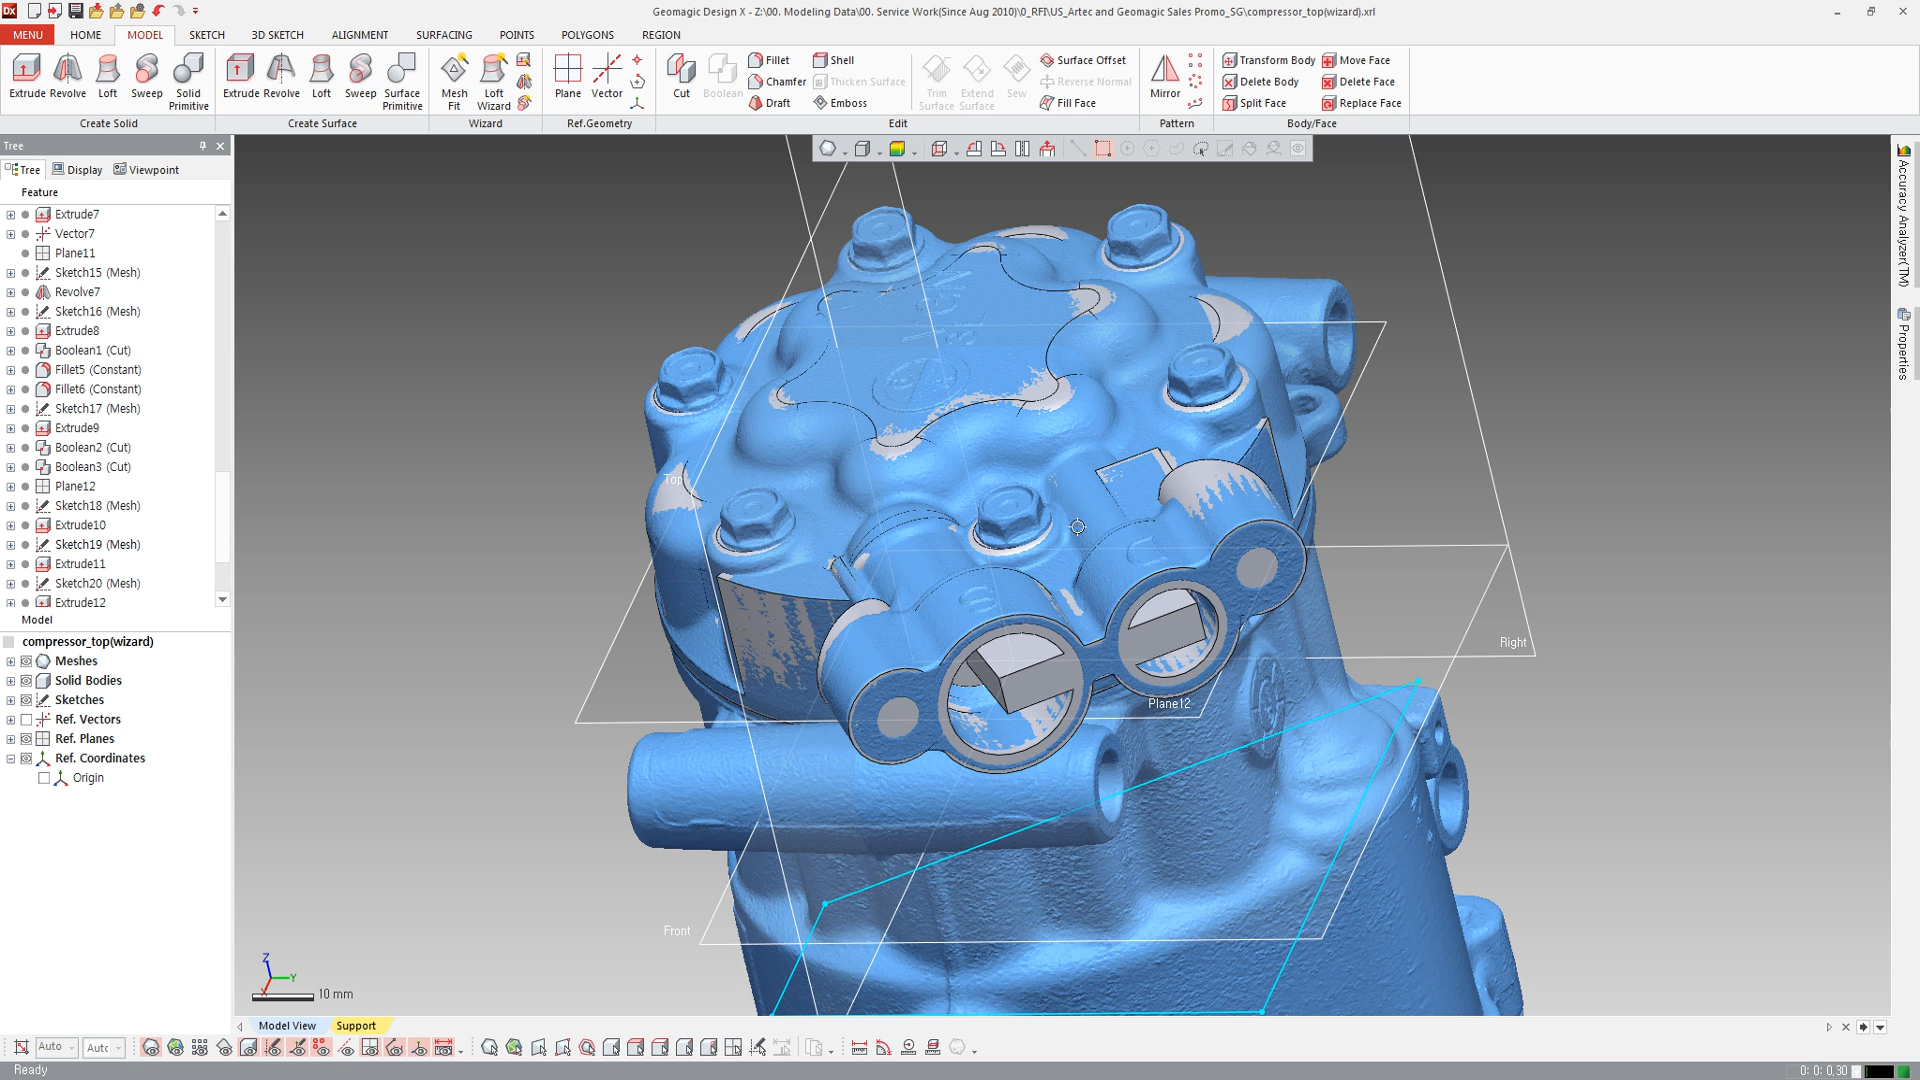 Dx
Geomagic Design X - Z:\00. Modeling Data\00. Service Work(Since Aug 2010)\0_RFI\US_Artec and Geomagic Sales Promo_SG\compressor_top(wizard).xrl
MENU HOME MODEL SKETCH 3D SKETCH ALIGNMENT SURFACING POINTS POLYGONS REGION
Extrude Revolve Loft Sweep Solid Primitive
Create Solid
Extrude Revolve Loft Sweep Surface Primitive
Create Surface
Mesh Fit Loft Wizard
Wizard
Plane Vector
Ref.Geometry
Cut Boolean
Fillet Shell
Chamfer Thicken Surface
Draft Emboss
Trim Surface Extend Surface Sew
Surface Offset
Reverse Normal
Fill Face
Edit
Mirror
Pattern
Transform Body Move Face
Delete Body Delete Face
Split Face Replace Face
Body/Face
Tree
Tree Display Viewpoint
Feature
Extrude7
Vector7
Plane11
Sketch15 (Mesh)
Revolve7
Sketch16 (Mesh)
Extrude8
Boolean1 (Cut)
Fillet5 (Constant)
Fillet6 (Constant)
Sketch17 (Mesh)
Extrude9
Boolean2 (Cut)
Boolean3 (Cut)
Plane12
Sketch18 (Mesh)
Extrude10
Sketch19 (Mesh)
Extrude11
Sketch20 (Mesh)
Extrude12
Model
compressor_top(wizard)
Meshes
Solid Bodies
Sketches
Ref. Vectors
Ref. Planes
Ref. Coordinates
Origin
Top
Right
Plane12
Front
Z
Y
X
10 mm
Accuracy Analyzer(TM)
Properties
Model View Support
Auto Auto
Ready
0: 0: 0.30